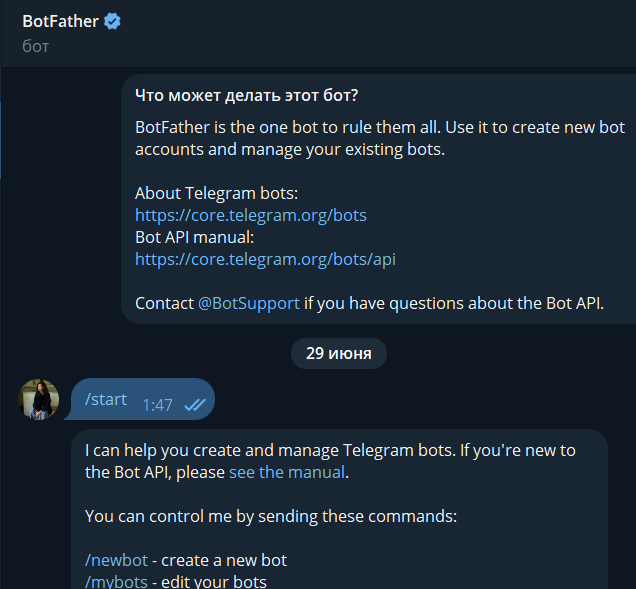 BotFather
бот
Что может делать этот бот?
BotFather is the one bot to rule them all. Use it to create new bot
accounts and manage your existing bots.
About Telegram bots:
https://core.telegram.org/bots
Bot API manual:
https://core.telegram.org/bots/api
Contact @BotSupport if you have questions about the Bot API.
29 июня
/start 1:47
I can help you create and manage Telegram bots. If you're new to
the Bot API, please see the manual.
You can control me by sending these commands:
/newbot - create a new bot
/mybots - edit your bots